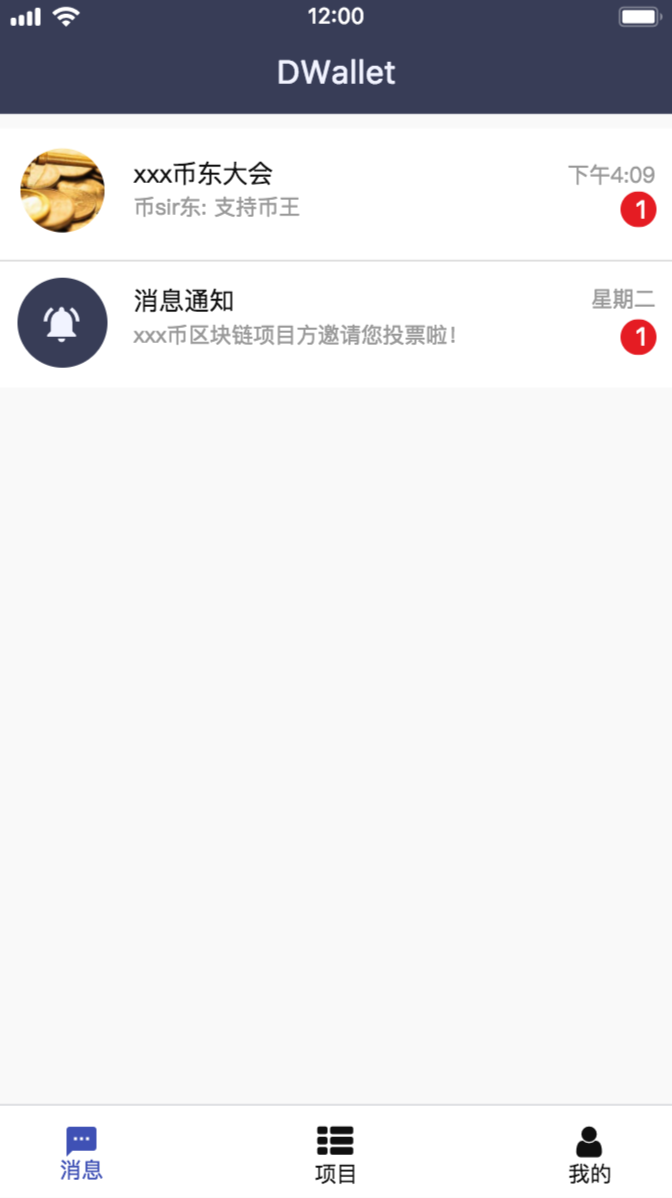 12:00
DWallet
xxx币东大会
下午4:09
币sir东: 支持币王
1
消息通知
星期二
xxx币区块链项目方邀请您投票啦!
1
消息
项目
我的